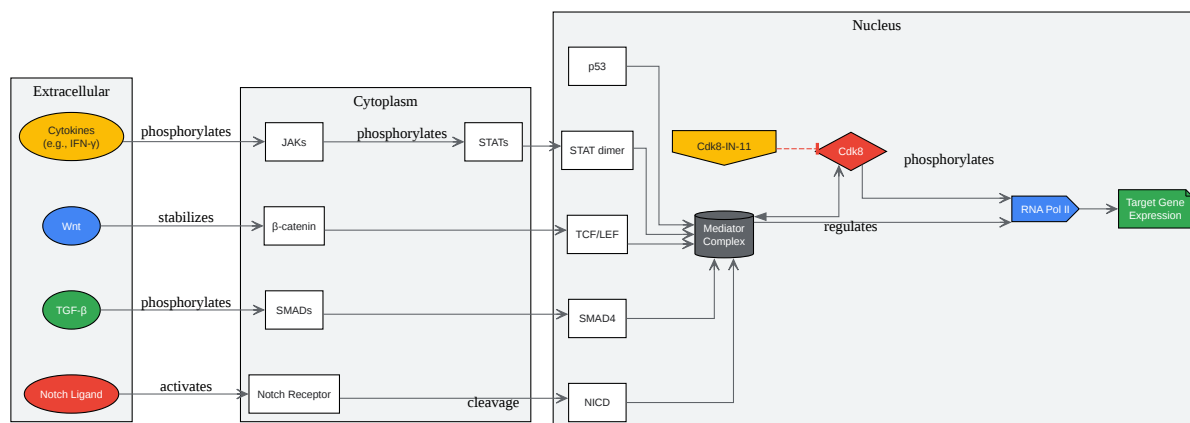 Nucleus
Extracellular
Cytoplasm
p53
Cytokines
(e.g., IFN-γ)
phosphorylates
JAKs
phosphorylates
STATs
STAT dimer
Cdk8-IN-11
Cdk8
phosphorylates
Wnt
stabilizes
β-catenin
TCF/LEF
Mediator
Complex
regulates
RNA Pol II
Target Gene
Expression
TGF-β
phosphorylates
SMADs
SMAD4
Notch Ligand
activates
Notch Receptor
cleavage
NICD